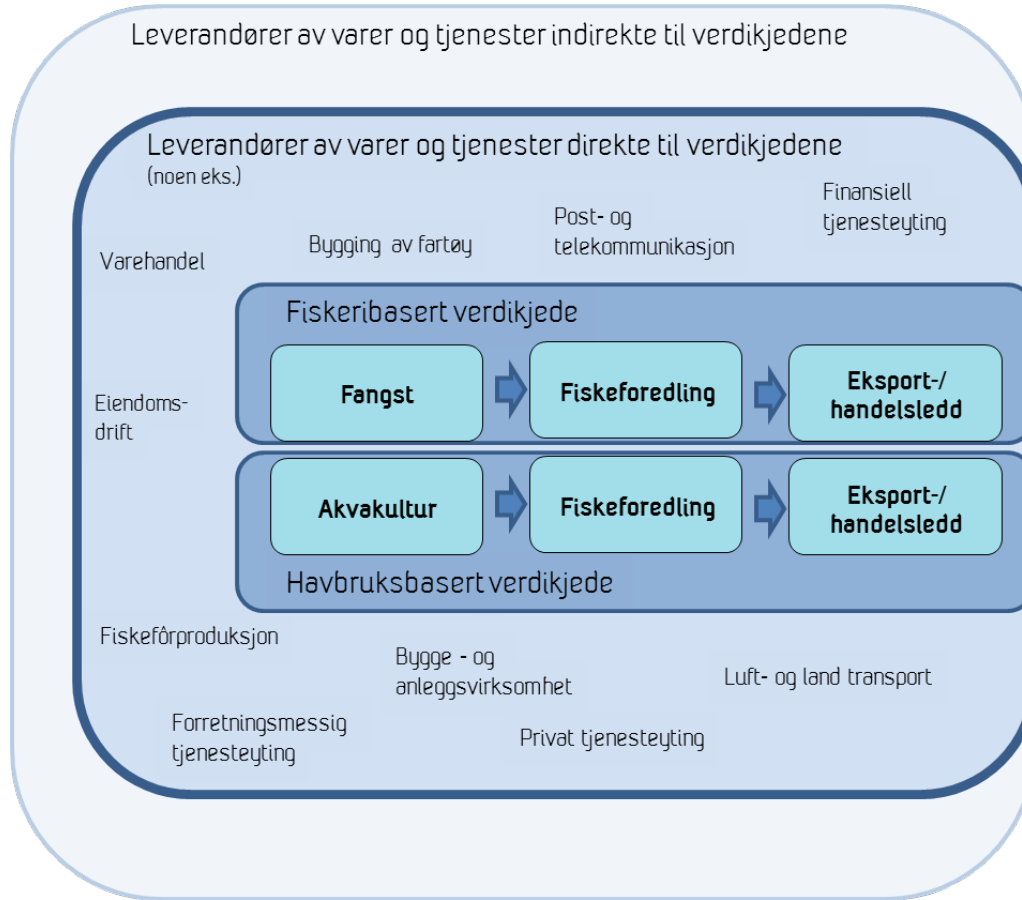 Leverandører av varer og tjenester indirekte til verdikjedene
Leverandører av varer og tjenester direkte til verdikjedene
(noen eks.)
Finansiell
tjenesteyting
Post- og
telekommunikasjon
Bygging av fartøy
Varehandel
Fiskeribasert verdikjede
Fangst
Fiskeforedling
Eksport-/
handelsledd
Eiendoms-
drift
Akvakultur
Fiskeforedling
Eksport-/
handelsledd
Havbruksbasert verdikjede
Fiskefôrproduksjon
Bygge - og
anleggsvirksomhet
Luft- og land transport
Forretningsmessig
tjenesteyting
Privat tjenesteyting